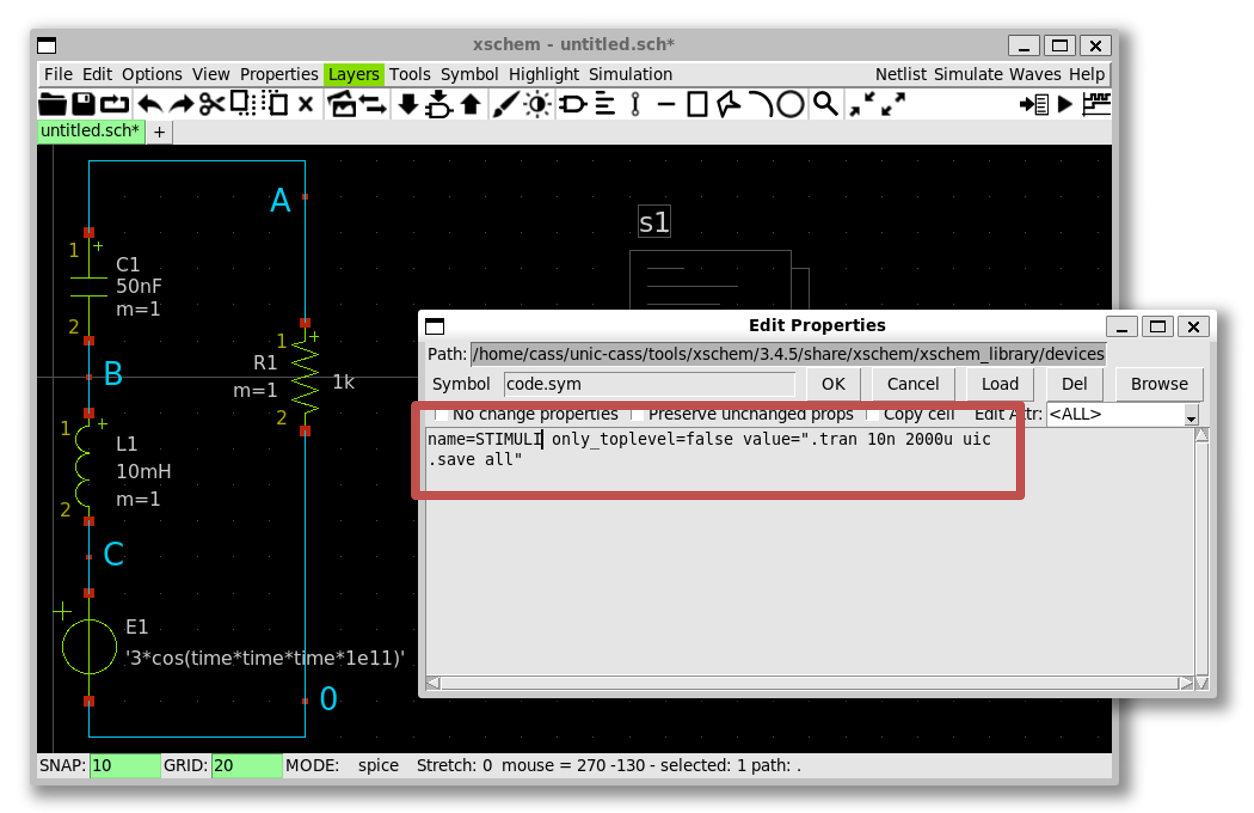 xschem - untitled.sch*
File Edit Options View Properties Layers Tools Symbol Highlight Simulation Netlist Simulate Waves Help
untitled.sch* +
A
s1
1 +
C1
50nF
m=1
2
B
1 +
R1
m=1
1k
2
1 +
L1
10mH
m=1
2
C
+
E1
'3*cos(time*time*time*1e11)'
0
Edit Properties
Path: /home/cass/unic-cass/tools/xschem/3.4.5/share/xschem/xschem_library/devices
Symbol code.sym OK Cancel Load Del Browse
No change properties Preserve unchanged props Copy cell Edit Attr: <ALL>
name=STIMULI only_toplevel=false value=".tran 10n 2000u uic
.save all"
SNAP: 10 GRID: 20 MODE: spice Stretch: 0 mouse = 270 -130 - selected: 1 path: .